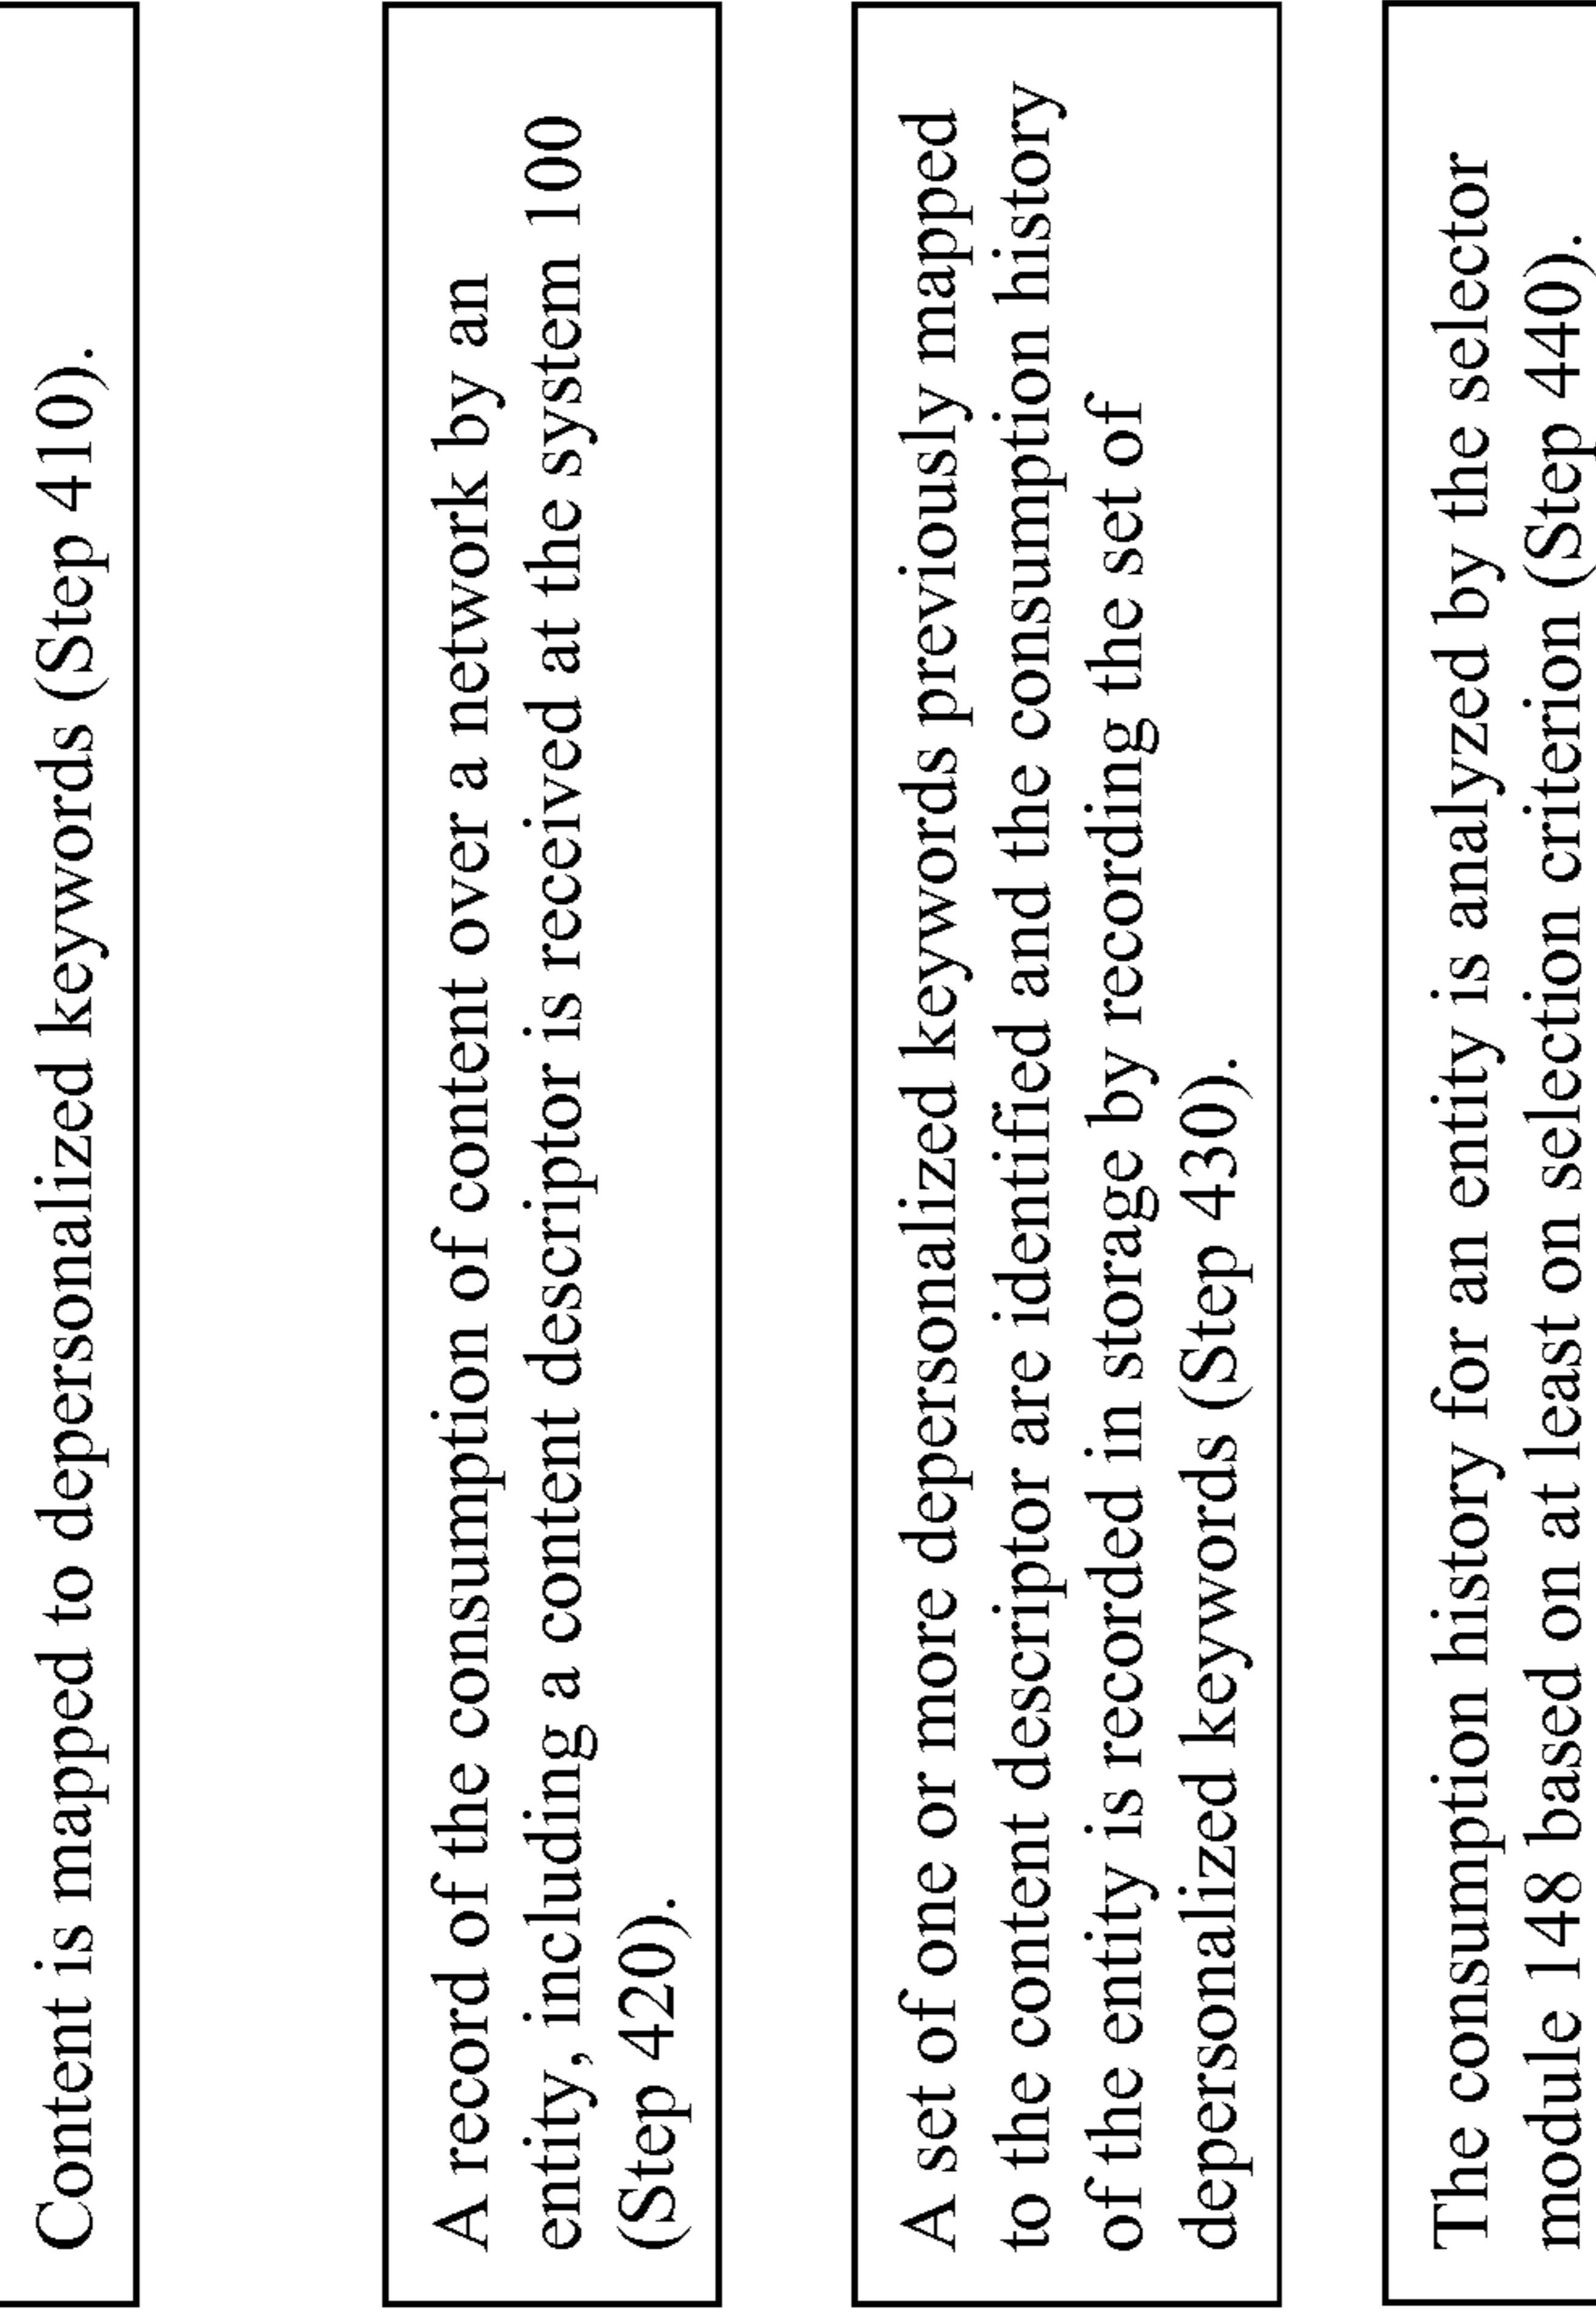 Content is mapped to depersonalized keywords (Step 410).
A record of the consumption of content over a network by an
entity, including a content descriptor is received at the system 100
(Step 420).
A set of one or more depersonalized keywords previously mapped
to the content descriptor are identified and the consumption history
of the entity is recorded in storage by recording the set of
depersonalized keywords (Step 430).
The consumption history for an entity is analyzed by the selector
module 148 based on at least on selection criterion (Step 440).